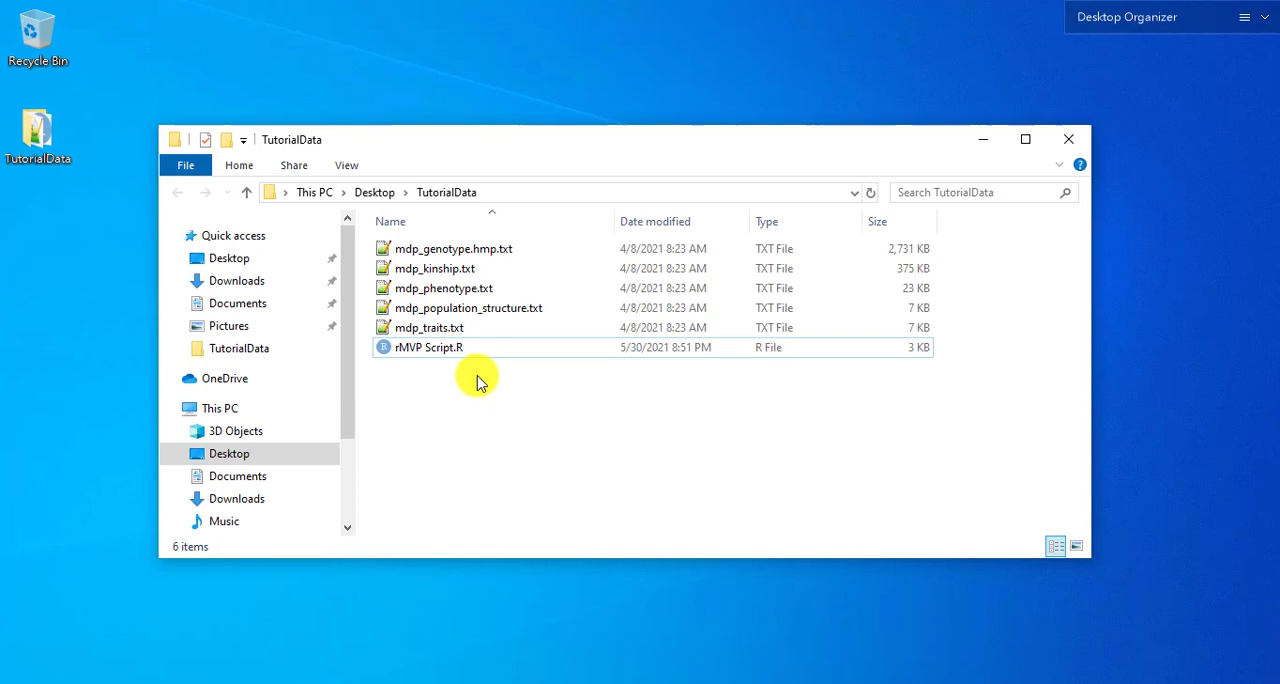 Desktop Organizer
Recycle Bin
TutorialData
TutorialData
File Home Share View
This PC Desktop TutorialData Search TutorialData
Name Date modified Type Size
Quick access
Desktop
Downloads
Documents
Pictures
TutorialData
OneDrive
This PC
3D Objects
Desktop
Documents
Downloads
Music
mdp_genotype.hmp.txt 4/8/2021 8:23 AM TXT File 2,731 KB
mdp_kinship.txt 4/8/2021 8:23 AM TXT File 375 KB
mdp_phenotype.txt 4/8/2021 8:23 AM TXT File 23 KB
mdp_population_structure.txt 4/8/2021 8:23 AM TXT File 7 KB
mdp_traits.txt 4/8/2021 8:23 AM TXT File 7 KB
R rMVP Script.R 5/30/2021 8:51 PM R File 3 KB
6 items